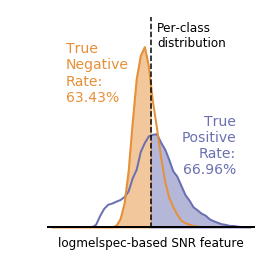 Per-class
distribution
True
Negative
Rate:
63.43%
True
Positive
Rate:
66.96%
logmelspec-based SNR feature